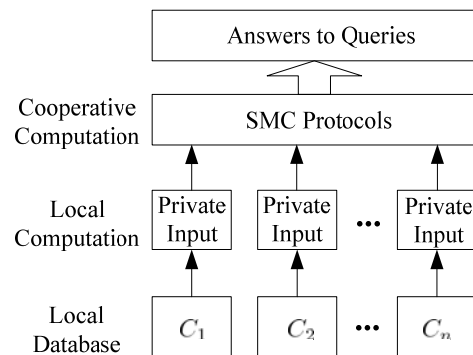 Answers to Queries
Cooperative
Computation
SMC Protocols
Local
Computation
Private
Input
Private
Input
•••
Private
Input
Local
Database
C1
C2
•••
Cn